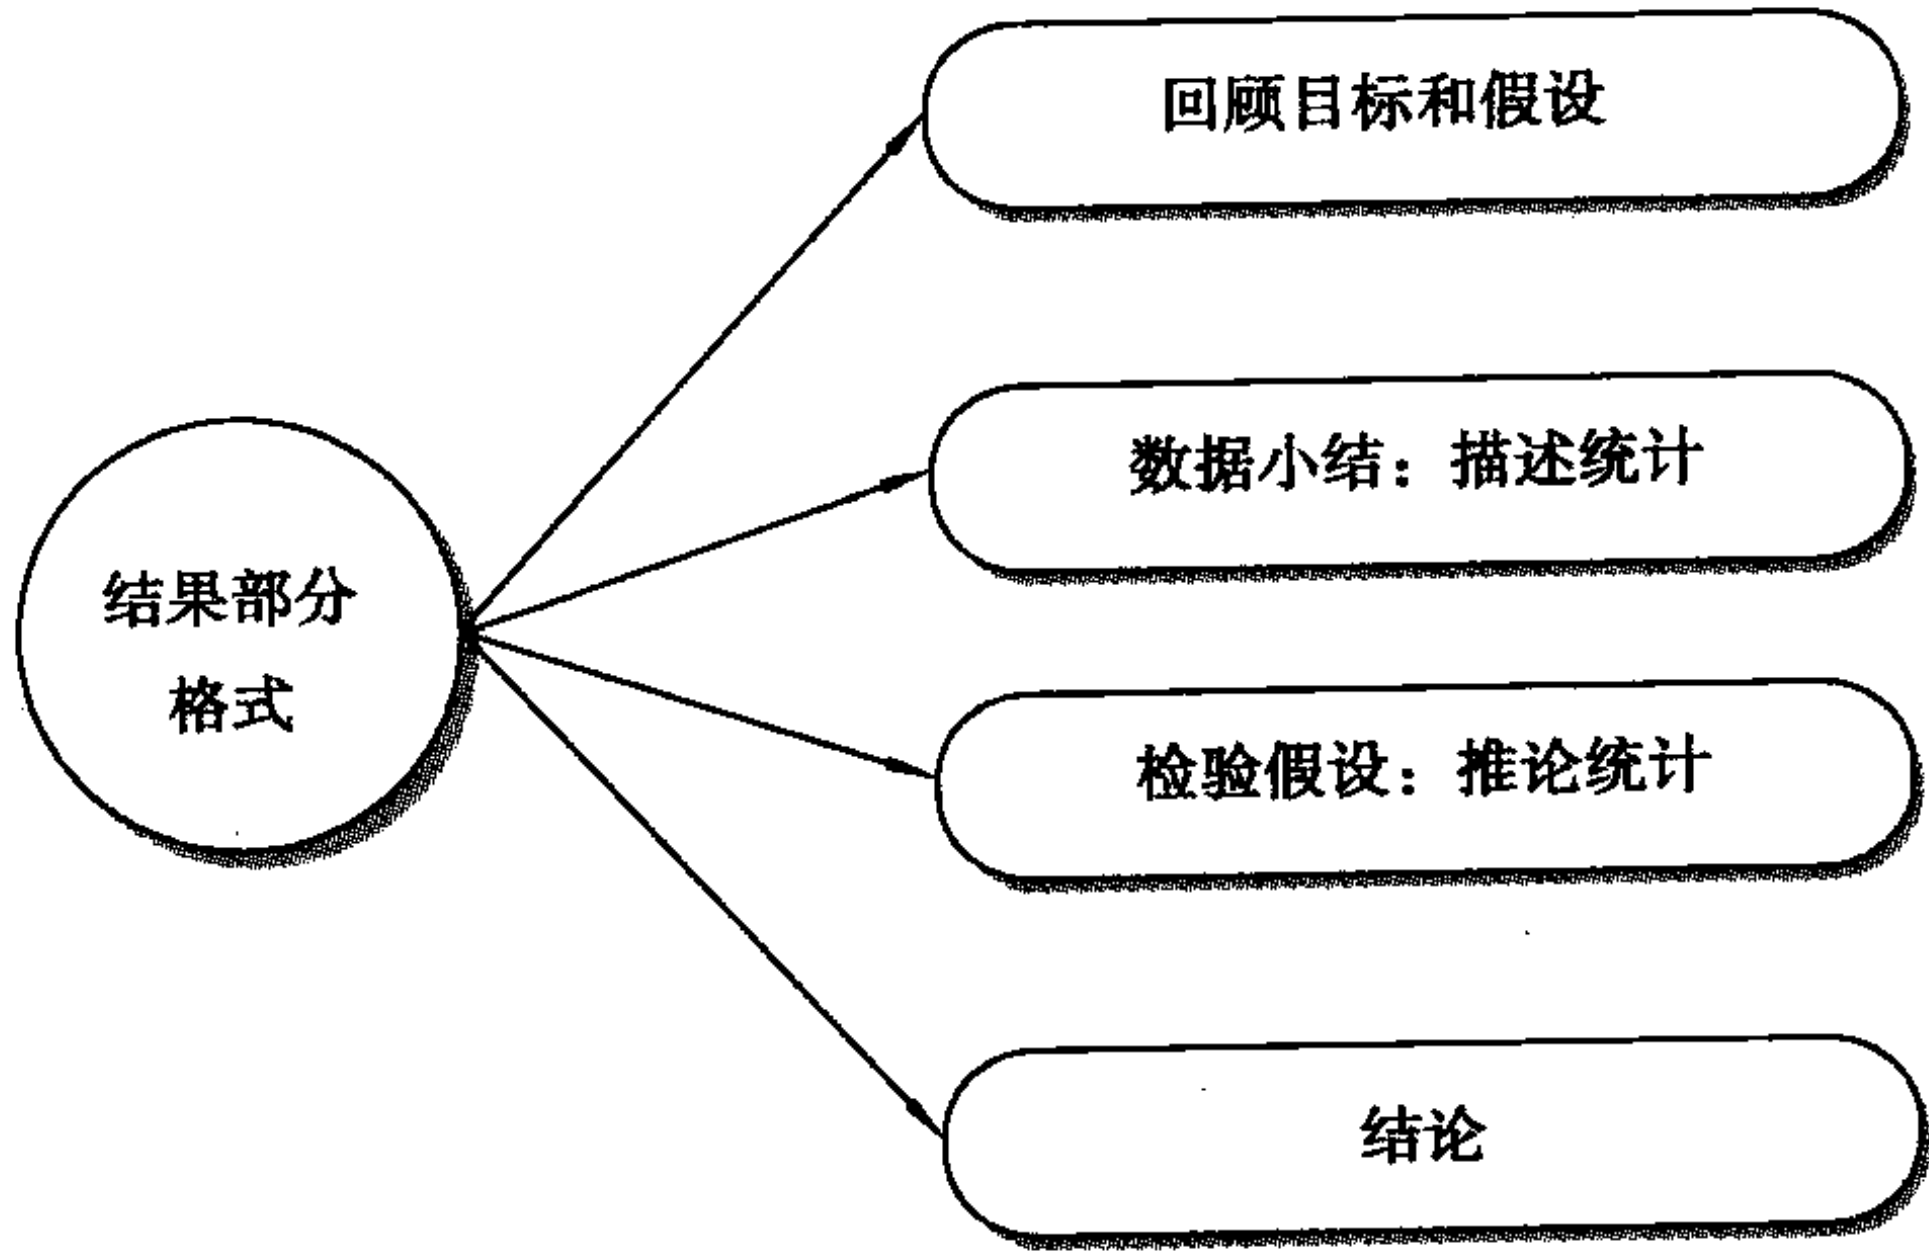 回顾目标和假设
数据小结：描述统计
结果部分
格式
检验假设：推论统计
结论